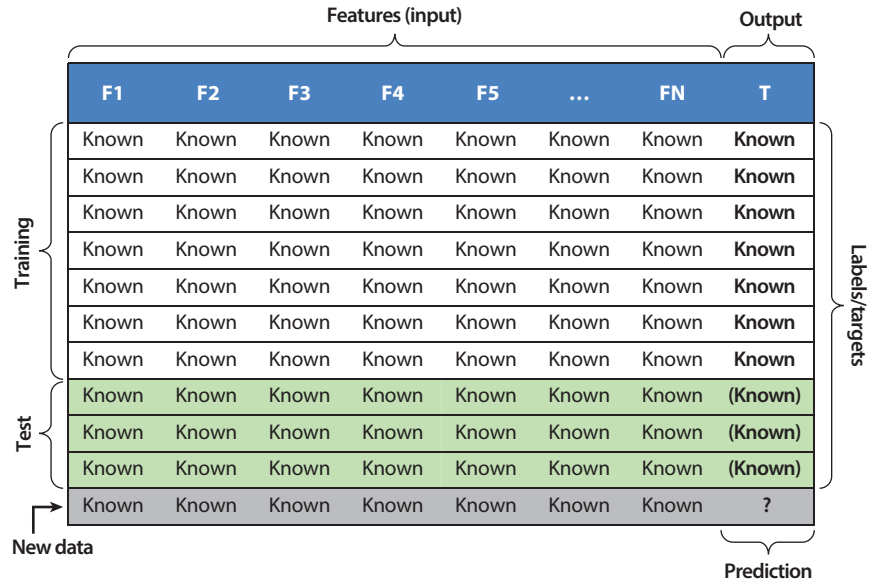 Features (input) Output
F1 F2 F3 F4 F5 ... FN T
Known Known Known Known Known Known Known Known
Known Known Known Known Known Known Known Known
Known Known Known Known Known Known Known Known
Known Known Known Known Known Known Known Known
Known Known Known Known Known Known Known Known
Known Known Known Known Known Known Known Known
Known Known Known Known Known Known Known Known
Known Known Known Known Known Known Known (Known)
Known Known Known Known Known Known Known (Known)
Known Known Known Known Known Known Known (Known)
Known Known Known Known Known Known Known ?
Training
Test
Labels/targets
New data
Prediction